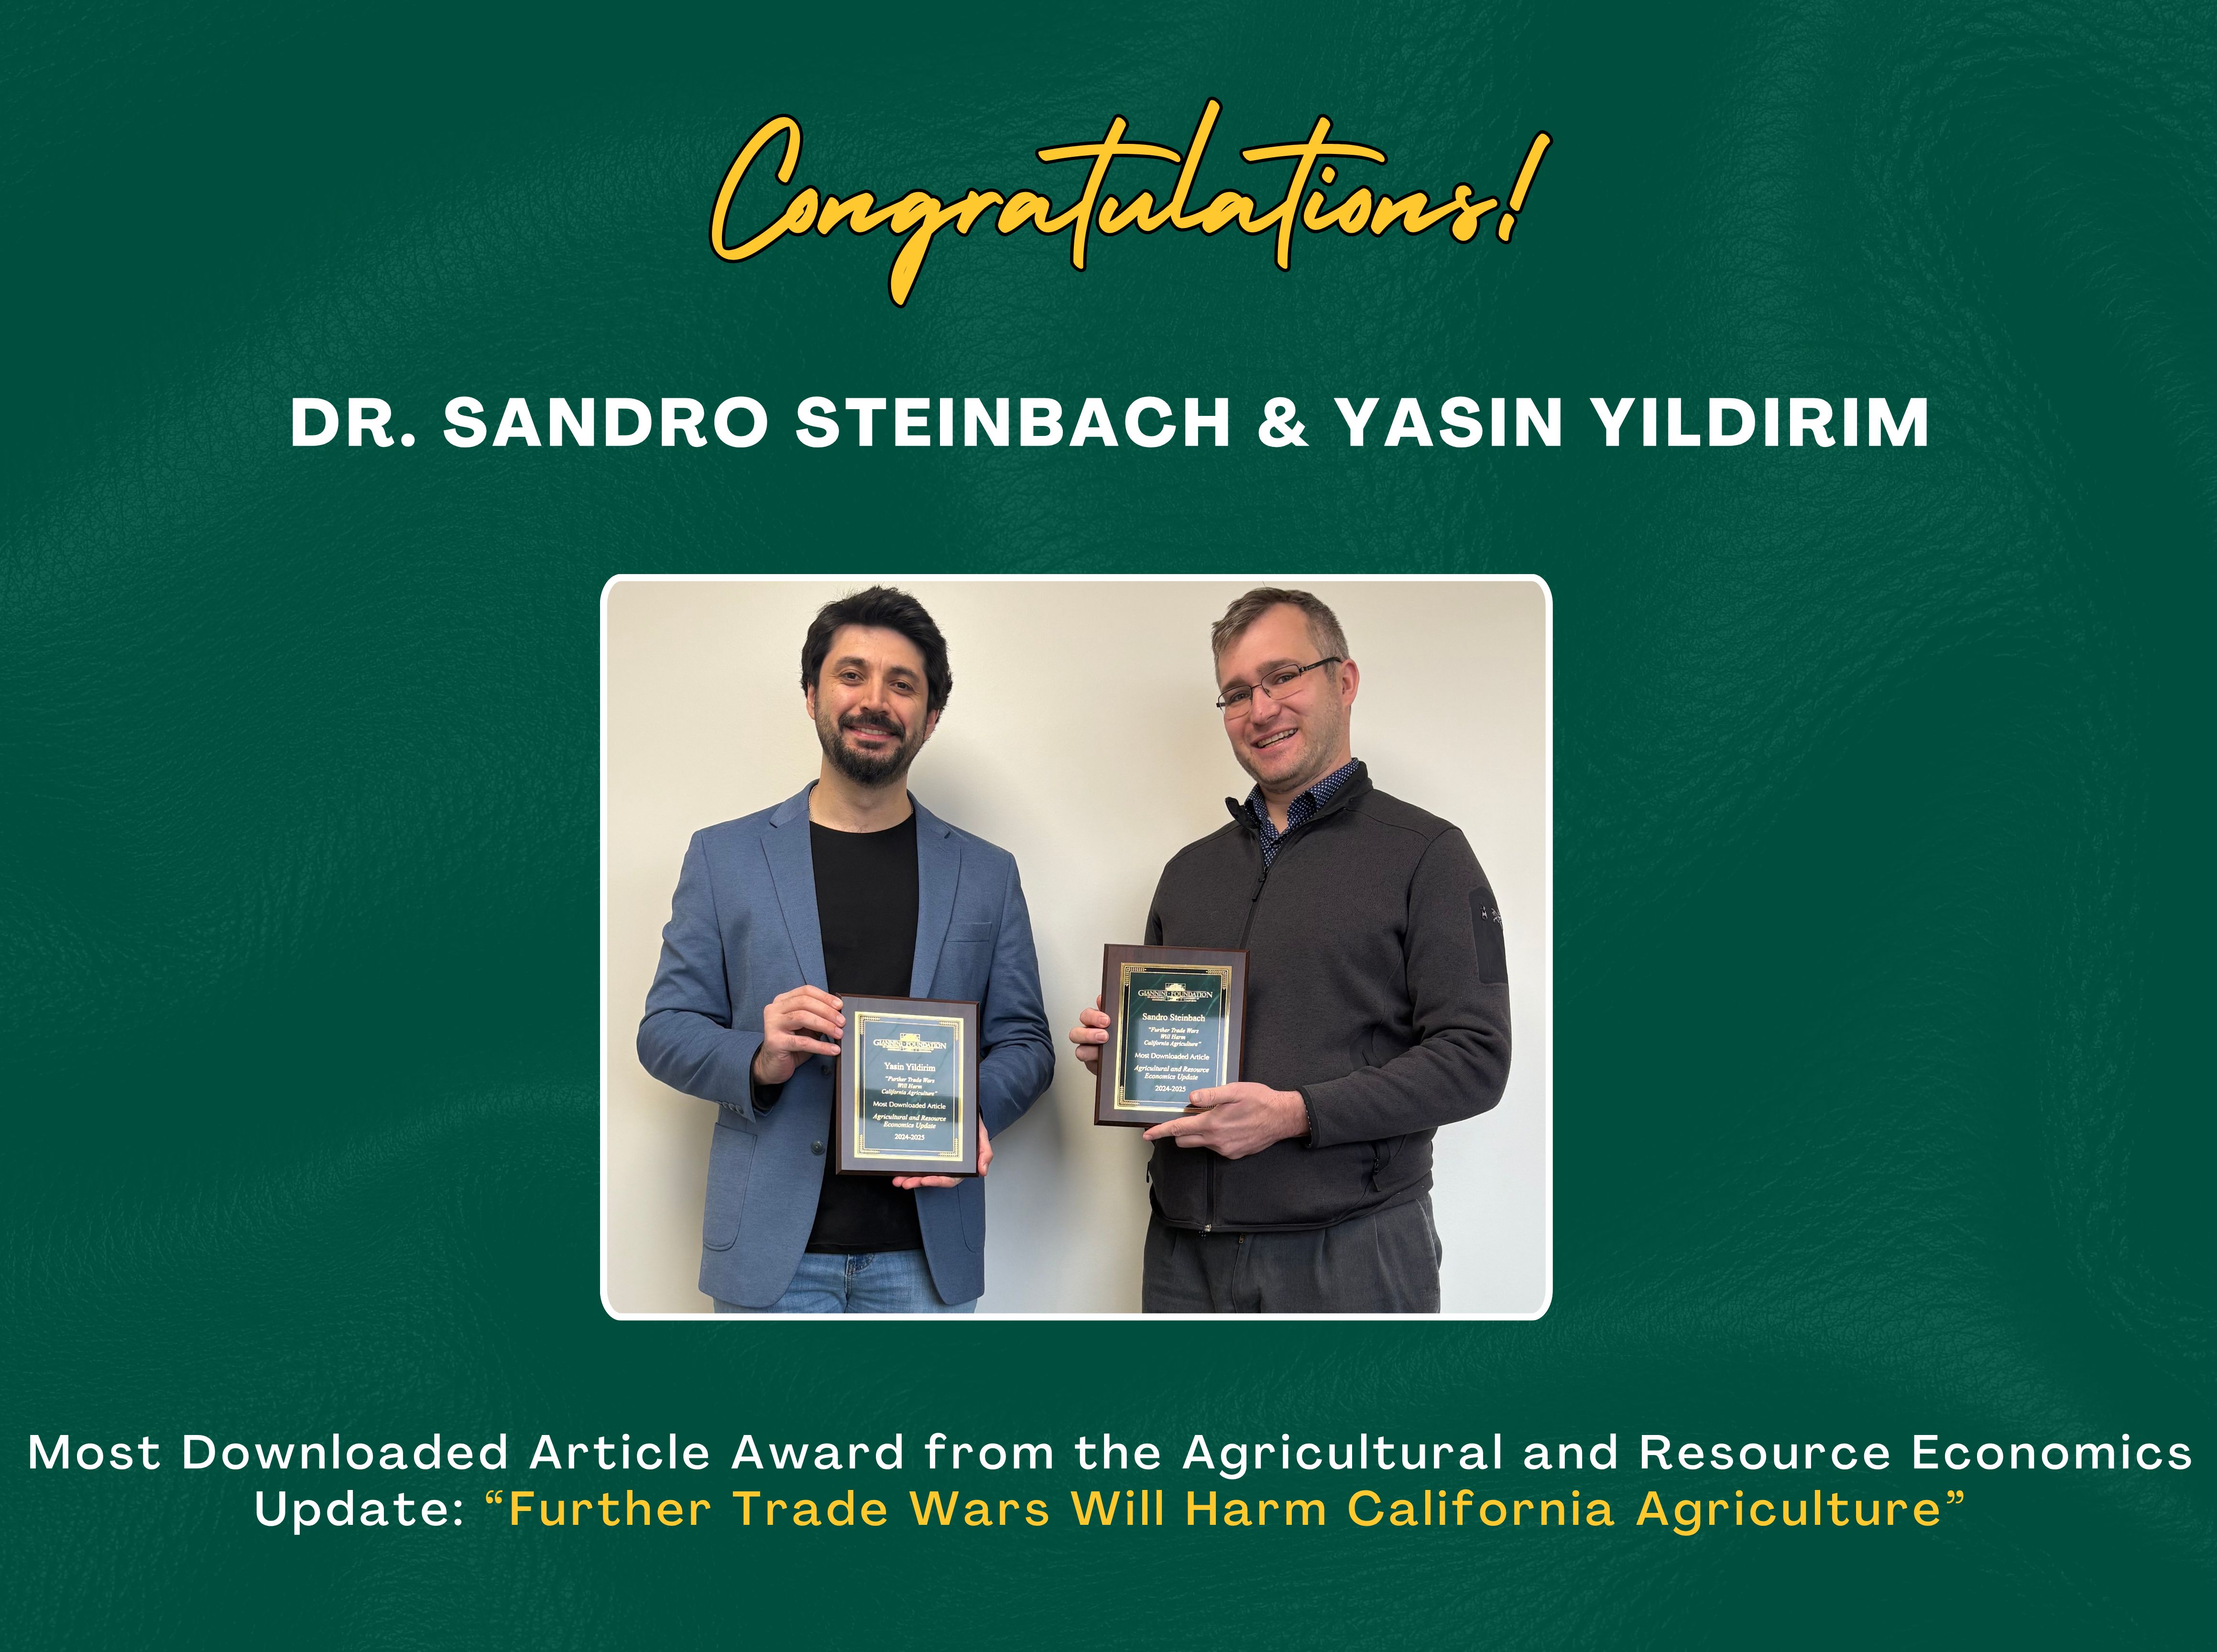 Congratulations!
DR. SANDRO STEINBACH & YASIN YILDIRIM
GIANNINI FOUNDATION
Yasin Yildirim
"Further Trade Wars
Will Harm
California Agriculture"
Most Downloaded Article
Agricultural and Resource
Economics Update
2024-2025
GIANNINI FOUNDATION
Sandro Steinbach
"Further Trade Wars
Will Harm
California Agriculture"
Most Downloaded Article
Agricultural and Resource
Economics Update
2024-2025
Most Downloaded Article Award from the Agricultural and Resource Economics
Update: “Further Trade Wars Will Harm California Agriculture”